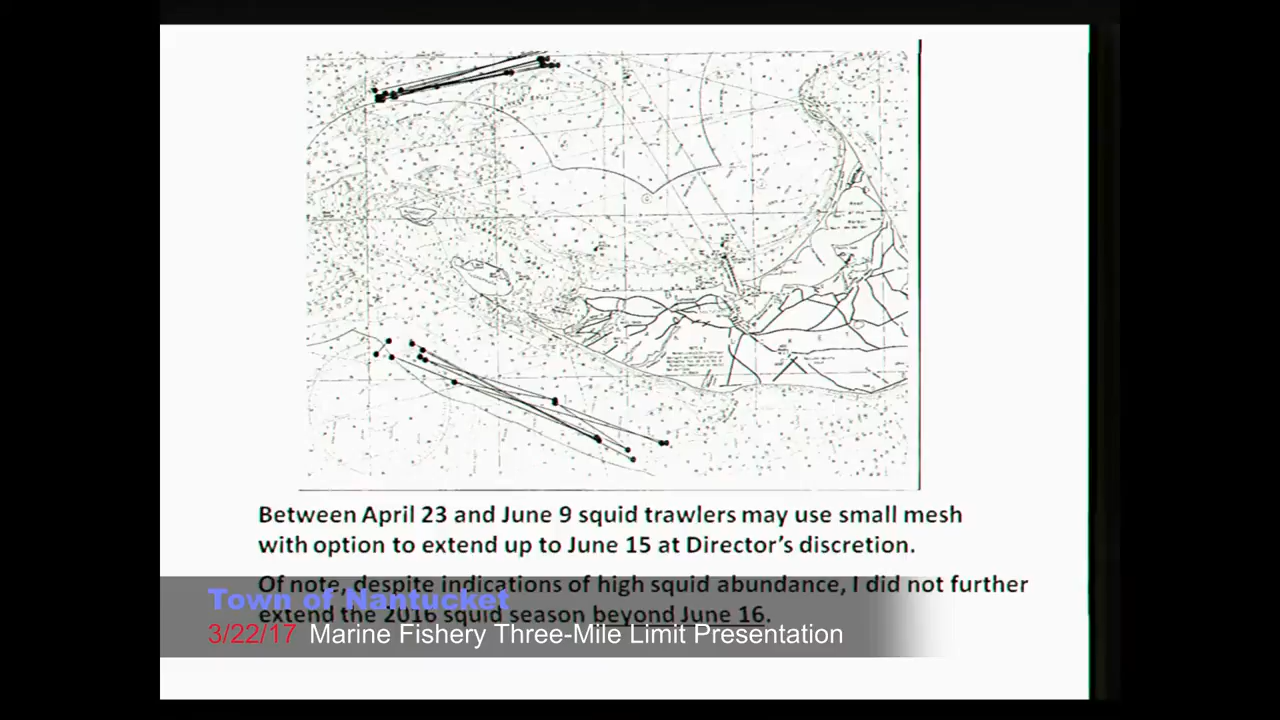 Between April 23 and June 9 squid trawlers may use small mesh
with option to extend up to June 15 at Director's discretion.
Of note, despite indications of high squid abundance, I did not further
extend the 2016 squid season beyond June 16.
Town of Nantucket
3/22/17 Marine Fishery Three-Mile Limit Presentation